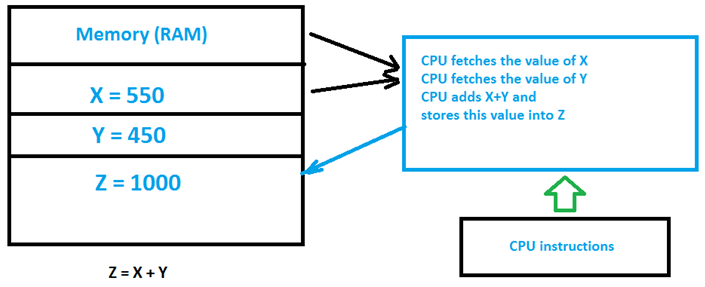 Memory (RAM)
X = 550
Y = 450
Z = 1000
Z = X + Y
CPU fetches the value of X
CPU fetches the value of Y
CPU adds X+Y and
stores this value into Z
CPU instructions